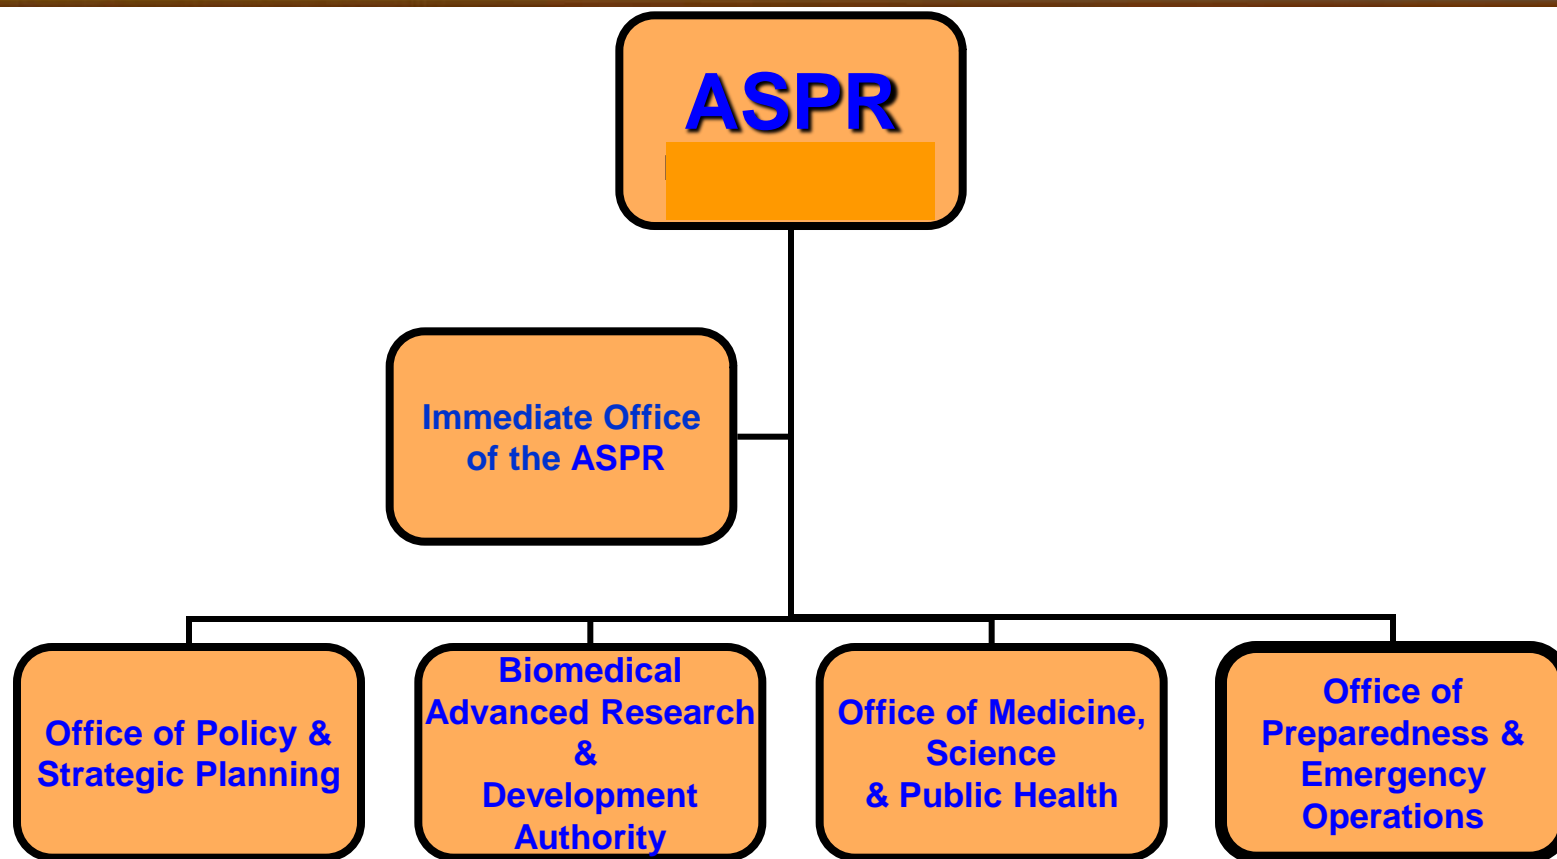 ASPR
Immediate Office
of the ASPR
Office of Policy &
Strategic Planning
Biomedical
Advanced Research
&
Development
Authority
Office of Medicine,
Science
& Public Health
Office of
Preparedness &
Emergency
Operations